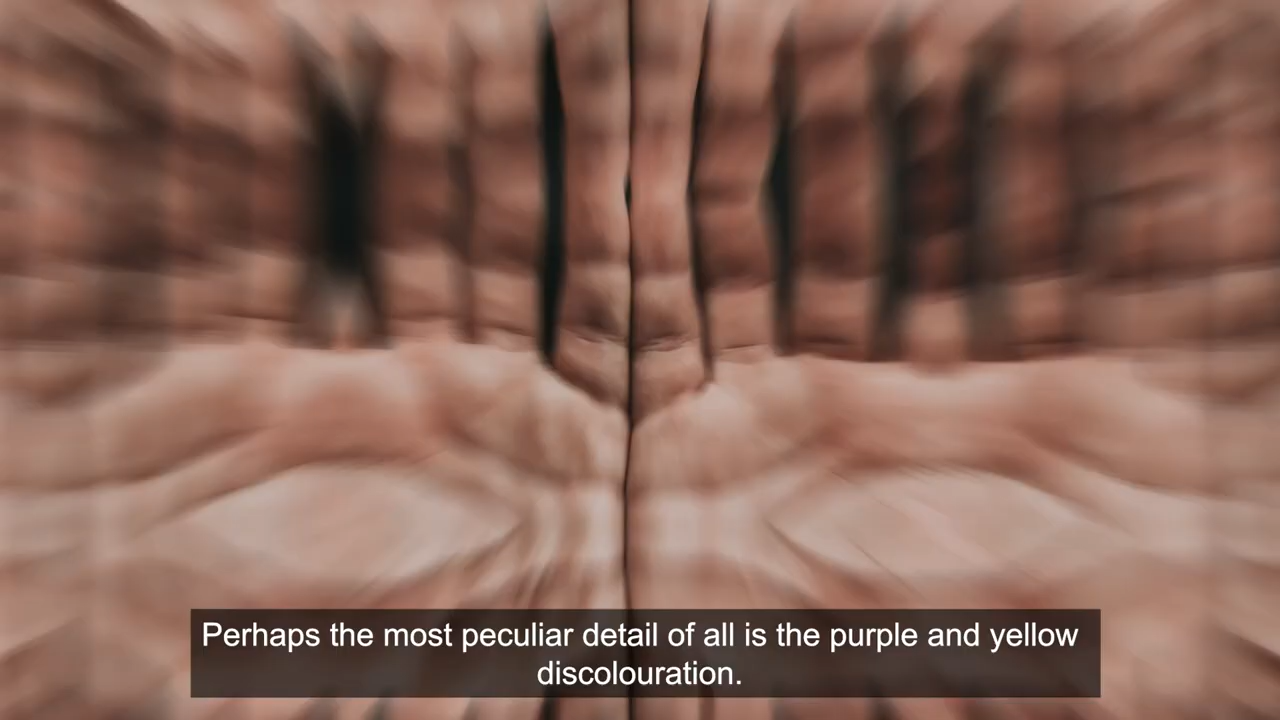 Perhaps the most peculiar detail of all is the purple and yellow
discolouration.